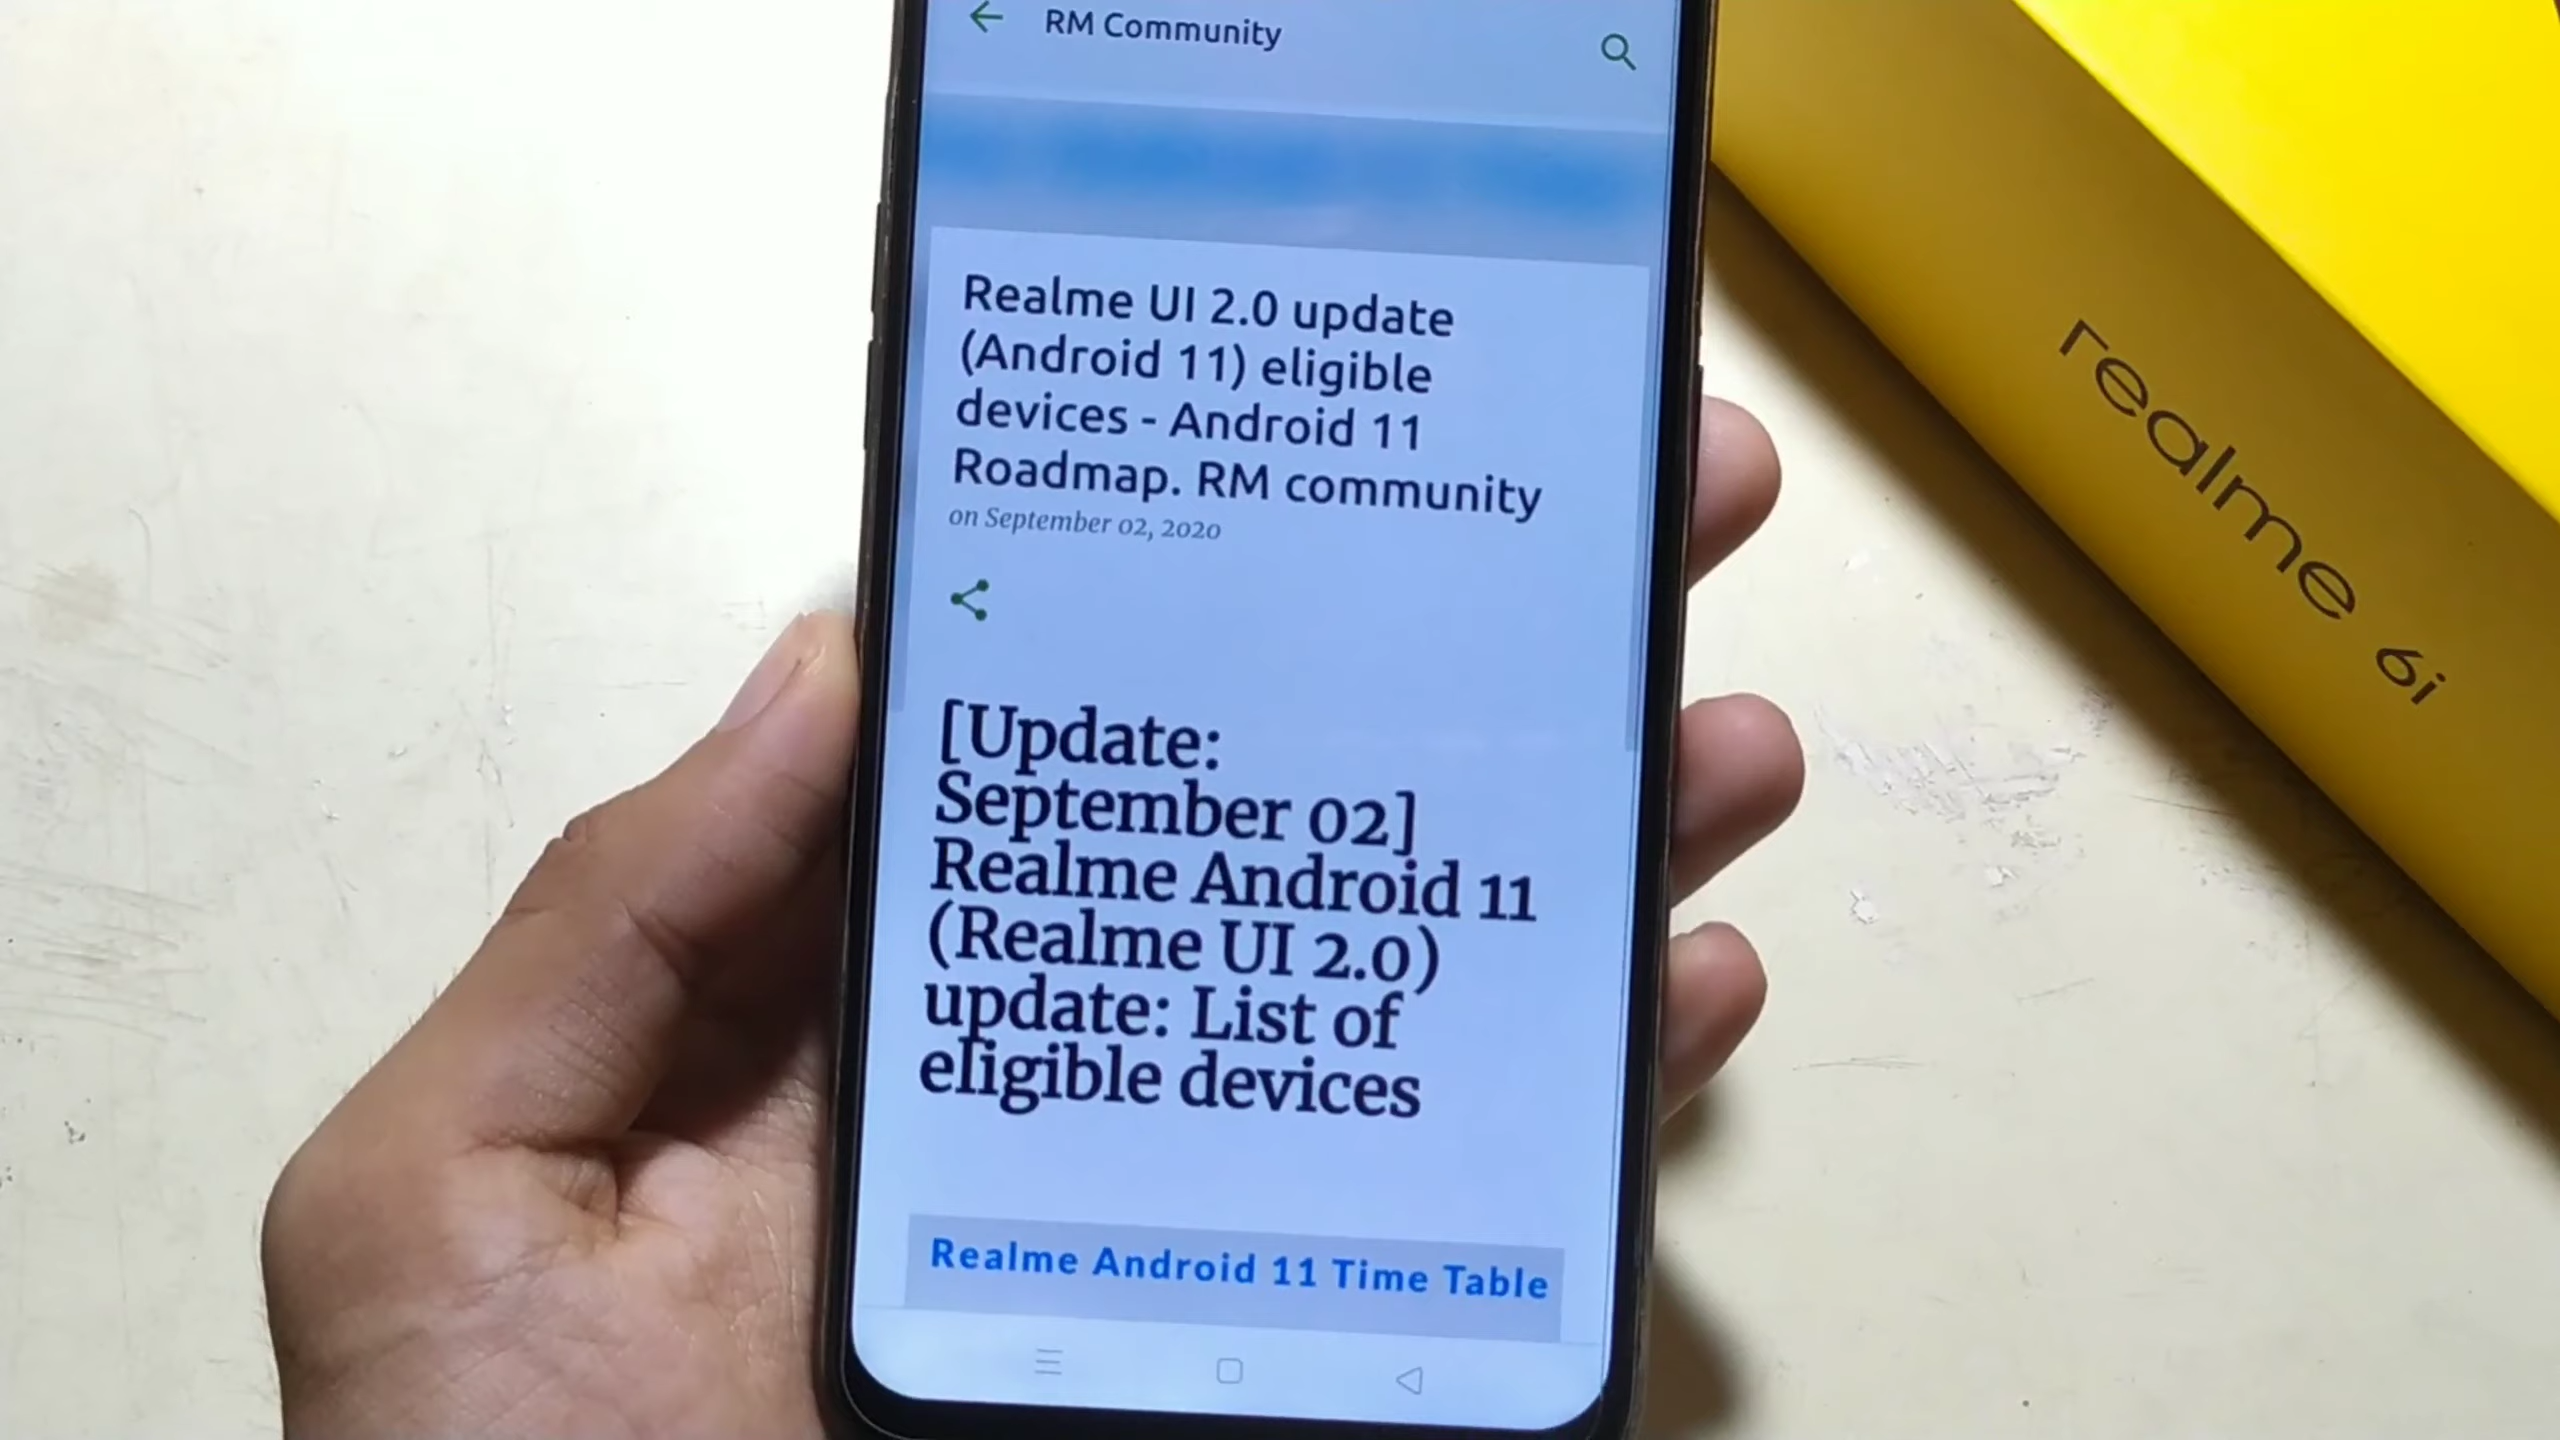 RM Community
Realme UI 2.0 update
(Android 11) eligible
devices - Android 11
Roadmap. RM community
on September 02, 2020
[Update:
September 02]
Realme Android 11
(Realme UI 2.0)
update: List of
eligible devices
Realme Android 11 Time Table
realme 6i